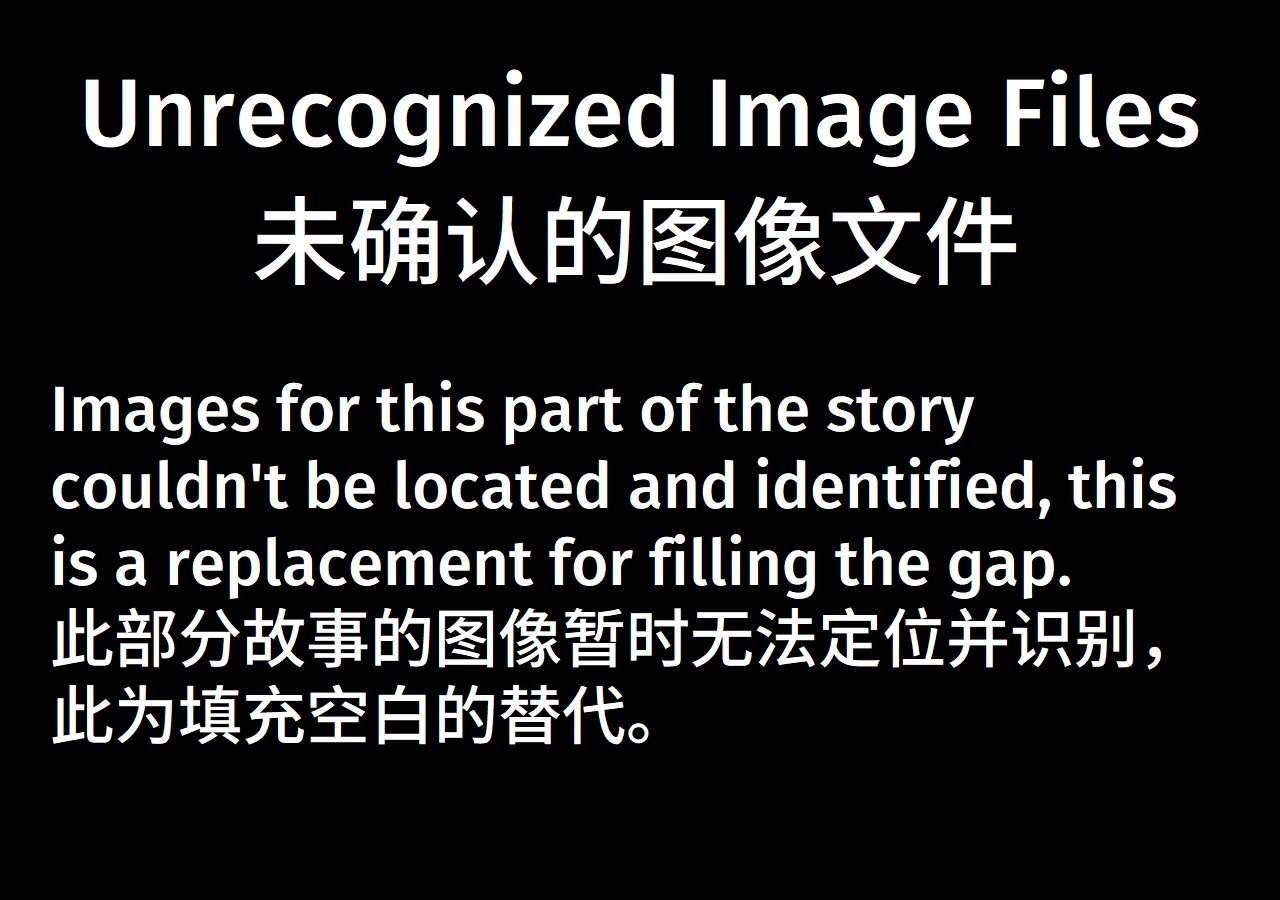 Unrecognized Image Files
未确认的图像文件
Images for this part of the story
couldn't be located and identified, this
is a replacement for filling the gap.
此部分故事的图像暂时无法定位并识别，
此为填充空白的替代。